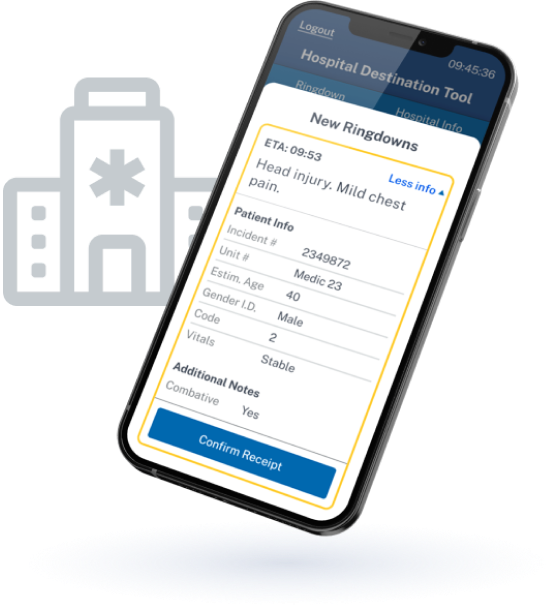 Logout
09:45:36
Hospital Destination Tool
Ringdown
Hospital Info
New Ringdowns
ETA: 09:53
Less info ▲
Head injury. Mild chest
pain.
Patient Info
Incident # 2349872
Unit # Medic 23
Estim. Age 40
Gender I.D. Male
Code 2
Vitals Stable
Additional Notes
Combative Yes
Confirm Receipt